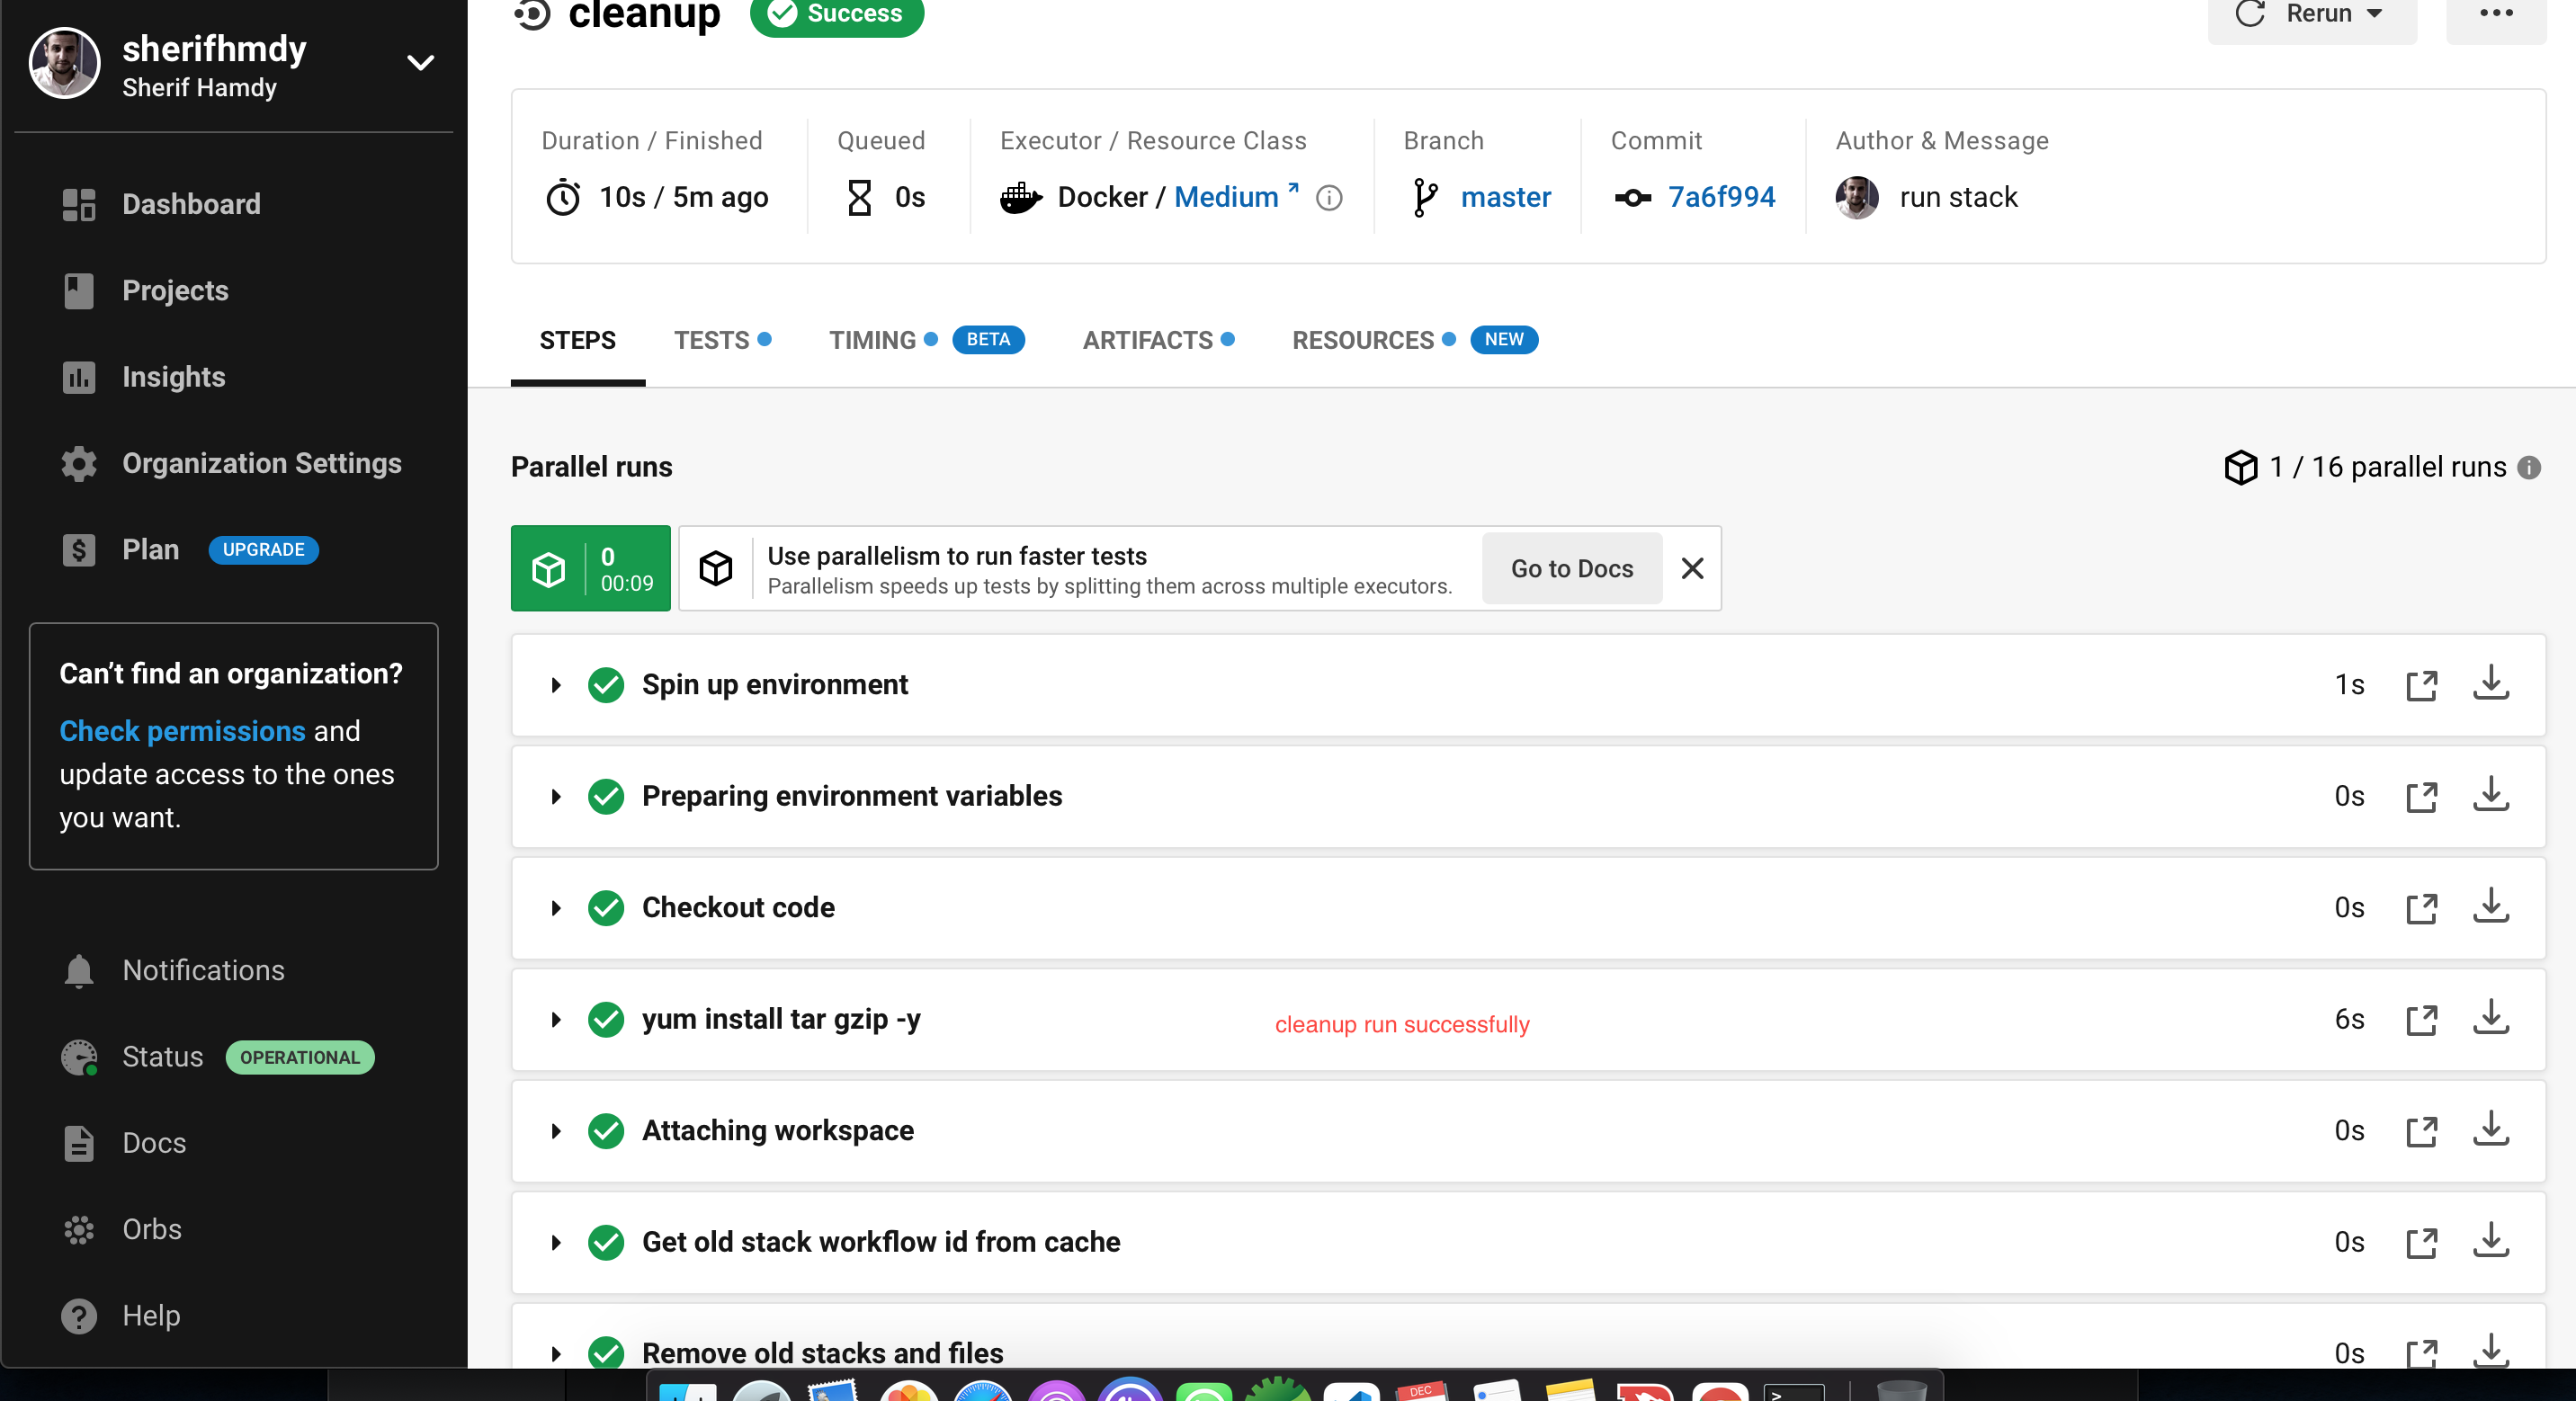 sherifhmdy
Sherif Hamdy
Dashboard
Projects
Insights
Organization Settings
Plan UPGRADE
Can’t find an organization?
Check permissions and
update access to the ones
you want.
Notifications
Status OPERATIONAL
Docs
Orbs
Help
cleanup Success
Rerun
Duration / Finished
10s / 5m ago
Queued
0s
Executor / Resource Class
Docker / Medium
Branch
master
Commit
7a6f994
Author & Message
run stack
STEPS TESTS TIMING BETA ARTIFACTS RESOURCES NEW
Parallel runs
1 / 16 parallel runs
0
00:09
Use parallelism to run faster tests
Parallelism speeds up tests by splitting them across multiple executors.
Go to Docs
Spin up environment 1s
Preparing environment variables 0s
Checkout code 0s
yum install tar gzip -y cleanup run successfully 6s
Attaching workspace 0s
Get old stack workflow id from cache 0s
Remove old stacks and files 0s
DEC